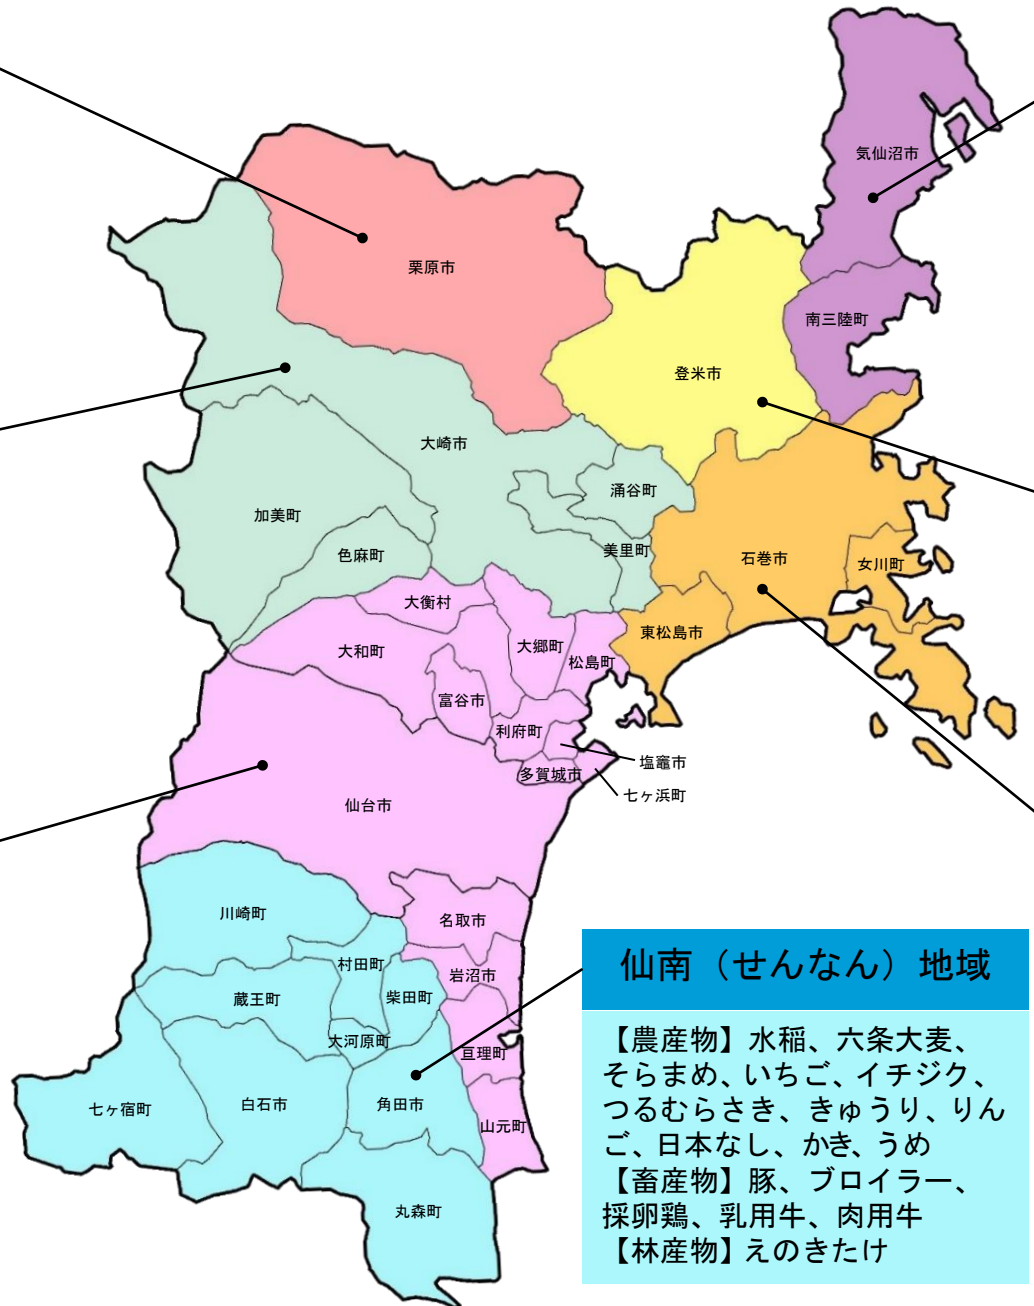 気仙沼市
栗原市
南三陸町
登米市
大崎市
涌谷町
加美町
色麻町
美里町
石巻市
女川町
大衡村
東松島市
大和町
大郷町
松島町
富谷市
利府町
塩竈市
多賀城市
七ヶ浜町
仙台市
川崎町
名取市
村田町
岩沼市
蔵王町
柴田町
大河原町
亘理町
七ヶ宿町
白石市
角田市
山元町
丸森町
仙南（せんなん）地域
【農産物】水稲、六条大麦、
そらまめ、いちご、イチジク、
つるむらさき、きゅうり、りん
ご、日本なし、かき、うめ
【畜産物】豚、ブロイラー、
採卵鶏、乳用牛、肉用牛
【林産物】えのきたけ